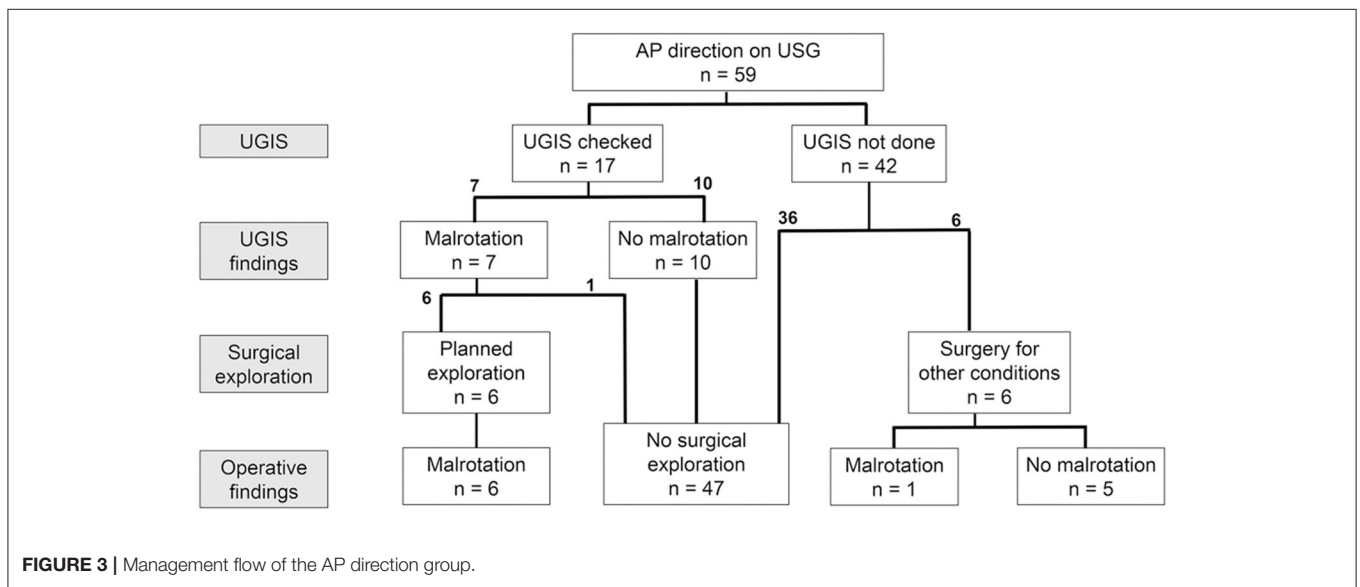 AP direction on USG
n = 59
UGIS
UGIS checked
n = 17
UGIS not done
n = 42
7
10
36
6
UGIS
findings
Malrotation
n = 7
No malrotation
n = 10
6
1
Surgical
exploration
Planned
exploration
n = 6
Surgery for
other conditions
n = 6
Operative
findings
Malrotation
n = 6
No surgical
exploration
n = 47
Malrotation
n = 1
No malrotation
n = 5
FIGURE 3 | Management flow of the AP direction group.